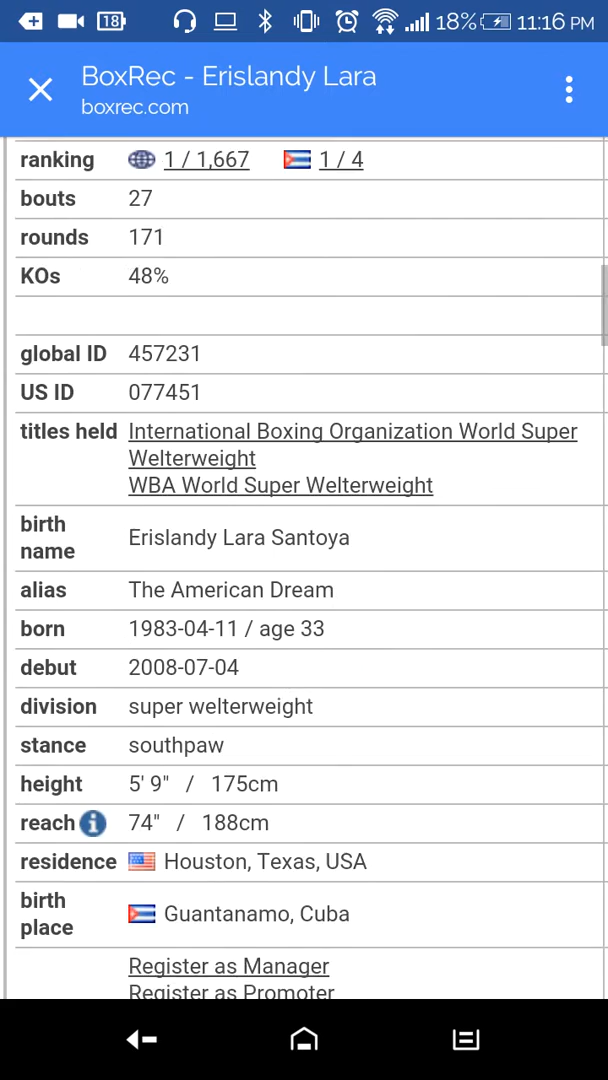 18 18% 11:16 PM
BoxRec - Erislandy Lara
boxrec.com
ranking 1 / 1,667 1 / 4
bouts 27
rounds 171
KOs 48%
global ID 457231
US ID 077451
titles held International Boxing Organization World Super
Welterweight
WBA World Super Welterweight
birth
name Erislandy Lara Santoya
alias The American Dream
born 1983-04-11 / age 33
debut 2008-07-04
division super welterweight
stance southpaw
height 5' 9" / 175cm
reach i 74" / 188cm
residence Houston, Texas, USA
birth
place Guantanamo, Cuba
Register as Manager
Register as Promoter